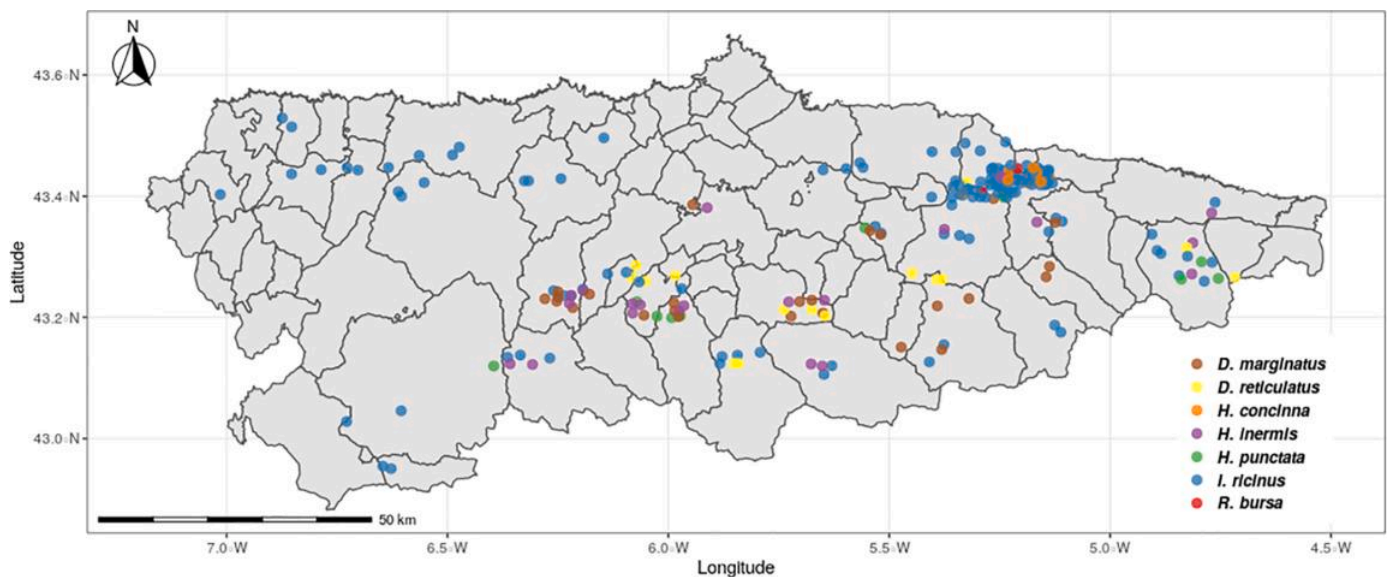 N
43.6°N
43.4°N
43.2°N
43.0°N
Latitude
D. marginatus
D. reticulatus
H. concinna
H. inermis
H. punctata
I. ricinus
R. bursa
50 km
7.0°W
6.5°W
6.0°W
5.5°W
5.0°W
4.5°W
Longitude